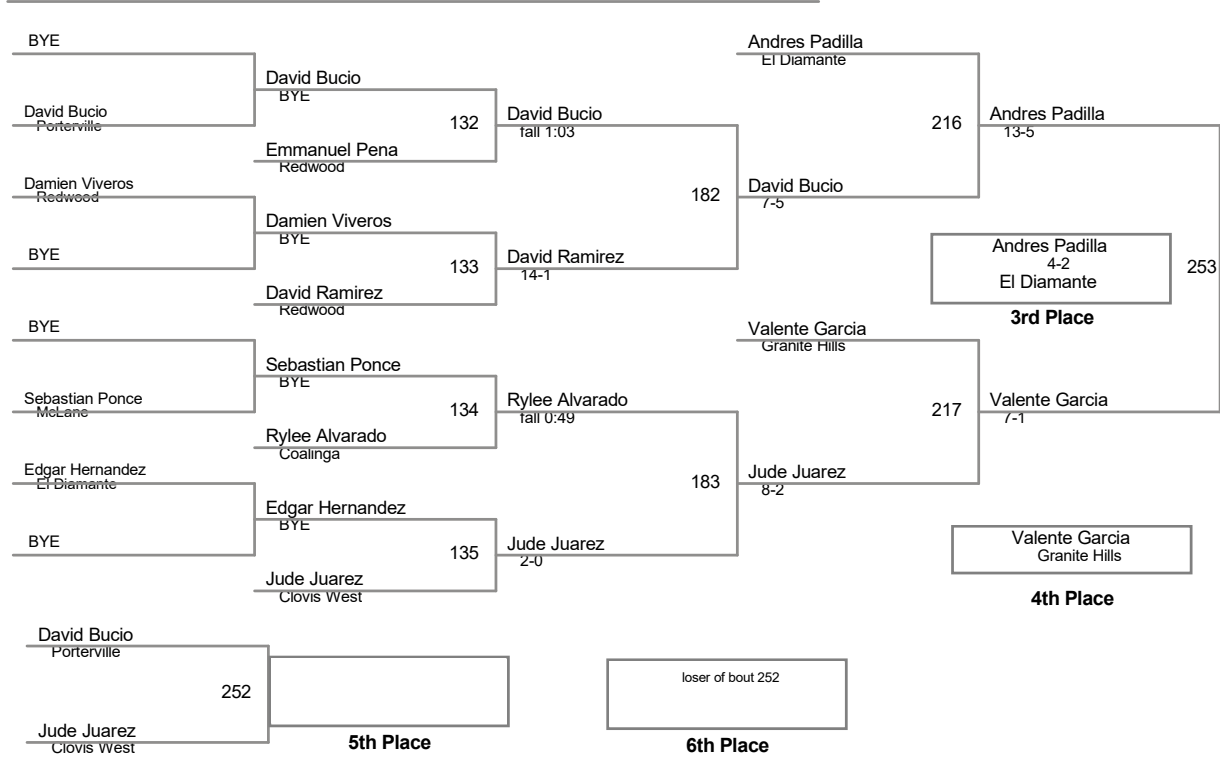 BYE
David Bucio
Porterville
Damien Viveros
Redwood
BYE
BYE
Sebastian Ponce
McLane
Edgar Hernandez
El Diamante
BYE
David Bucio
BYE
132
Emmanuel Pena
Redwood
Damien Viveros
BYE
133
David Ramirez
Redwood
Sebastian Ponce
BYE
134
Rylee Alvarado
Coalinga
Edgar Hernandez
BYE
135
Jude Juarez
Clovis West
David Bucio
fall 1:03
182
David Ramirez
14-1
Rylee Alvarado
fall 0:49
183
Jude Juarez
2-0
Andres Padilla
El Diamante
216
David Bucio
7-5
Valente Garcia
Granite Hills
217
Jude Juarez
8-2
Andres Padilla
13-5
253
Valente Garcia
7-1
Andres Padilla
4-2
El Diamante
3rd Place
Valente Garcia
Granite Hills
4th Place
David Bucio
Porterville
252
Jude Juarez
Clovis West
5th Place
loser of bout 252
6th Place